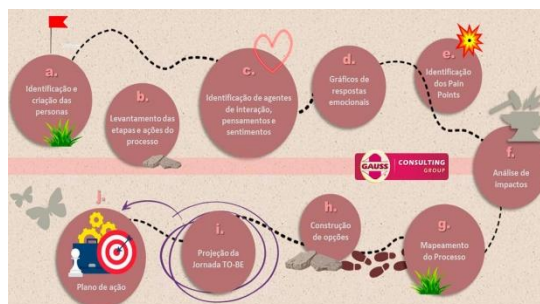 a.
Identificação e
criação das
personas
b.
Levantamento das
etapas e ações do
processo
c.
Identificação de agentes
de interação,
pensamentos e
sentimentos
d.
Gráficos de
respostas
emocionais
e.
Identificação
dos Pain
Points
GAUSS
CONSULTING
GROUP
f.
Análise de
impactos
g.
Mapeamento
do Processo
h.
Construção
de opções
i.
Projeção da
Jornada TO-BE
J.
Plano de ação